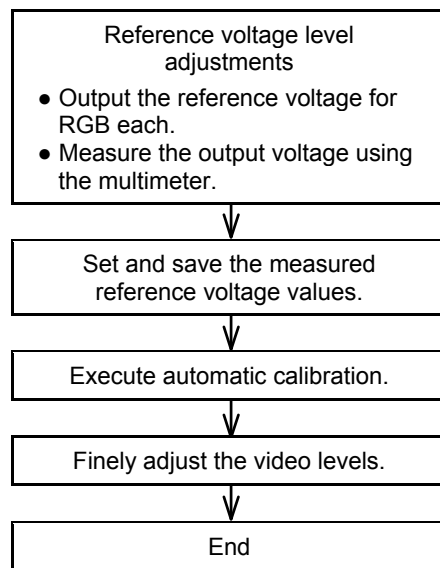 Reference voltage level
adjustments
● Output the reference voltage for
RGB each.
● Measure the output voltage using
the multimeter.
Set and save the measured
reference voltage values.
Execute automatic calibration.
Finely adjust the video levels.
End